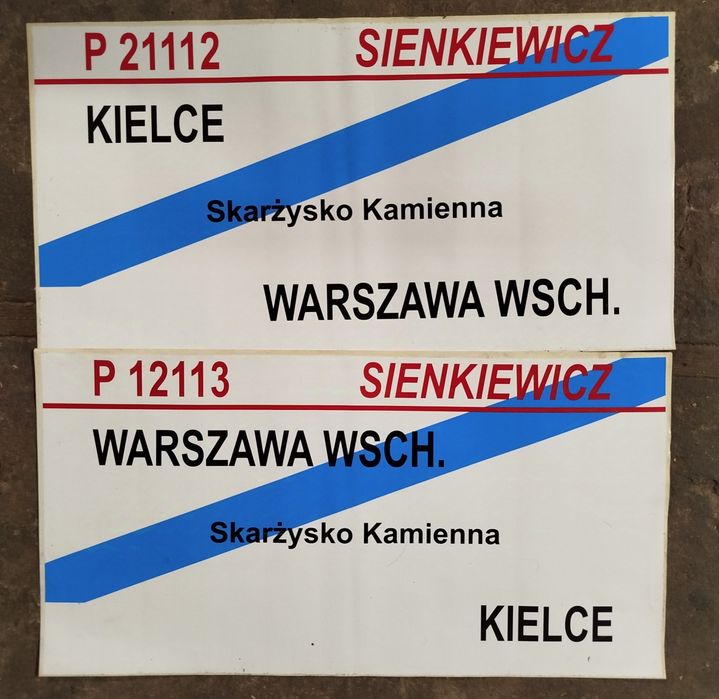 P 21112 SIENKIEWICZ
KIELCE
Skarżysko Kamienna
WARSZAWA WSCH.
P 12113 SIENKIEWICZ
WARSZAWA WSCH.
Skarżysko Kamienna
KIELCE